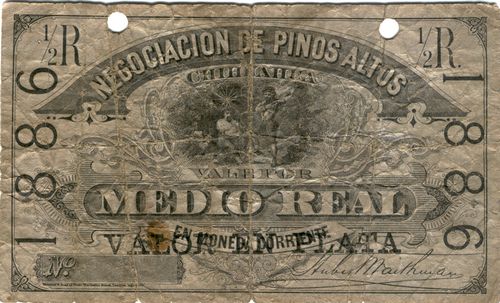 ½R. ½R.
NEGOCIACION DE PINOS ALTOS
CHIHUAHUA
1886 1886
VALE POR
MEDIO REAL
EN MONEDA CORRIENTE
VALOR EN PLATA
No.